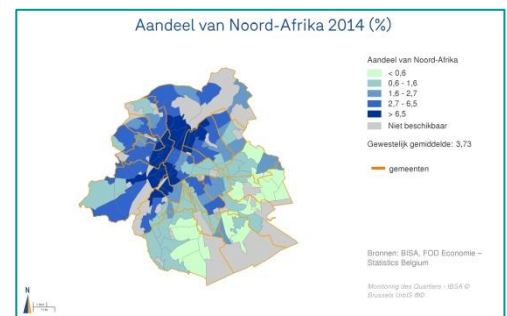 Aandeel van Noord-Afrika 2014 (%)
Aandeel van Noord-Afrika
< 0,6
0,6 - 1,6
1,6 - 2,7
2,7 - 6,5
> 6,5
Niet beschikbaar
Gewestelijk gemiddelde: 3,73
gemeenten
Bronnen: BISA, FOD Economie –
Statistics Belgium
Monitoring des Quartiers - IBSA ©
Brussels UrbIS ®©
N